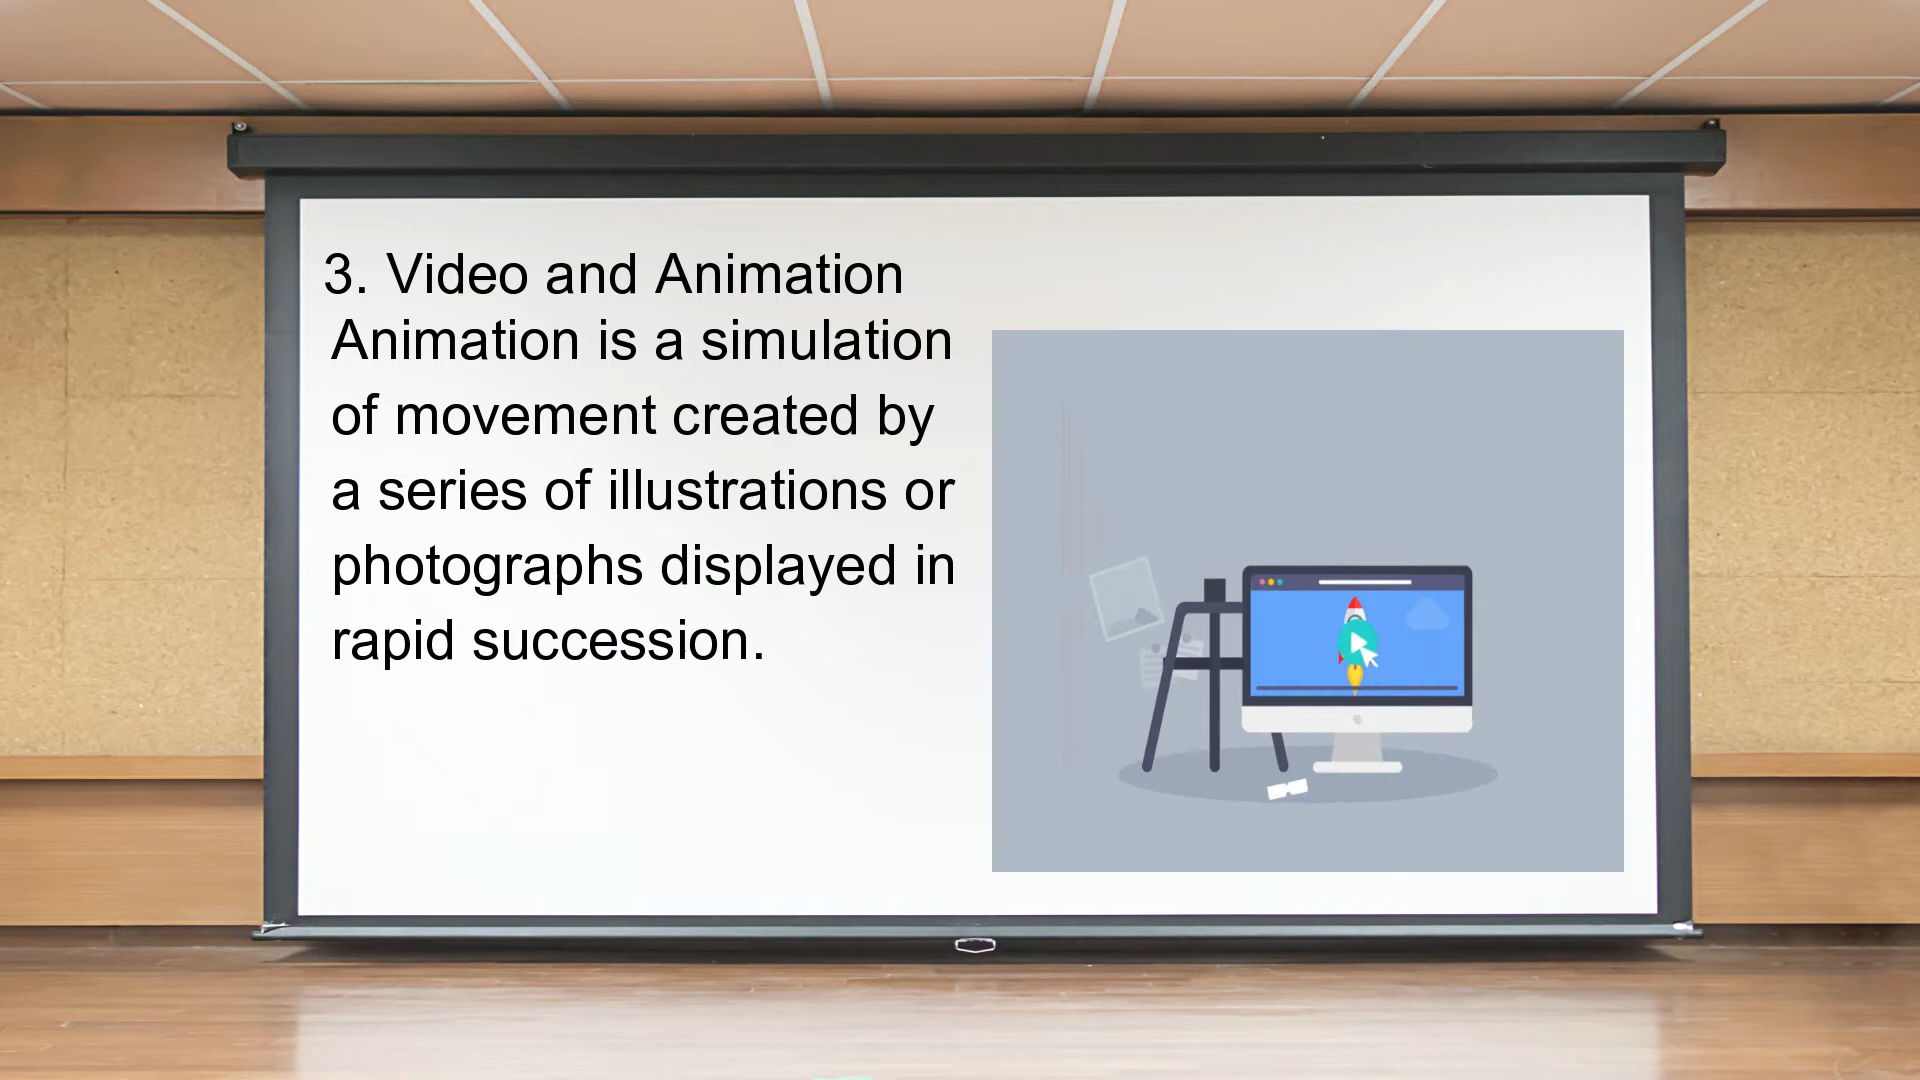 3. Video and Animation
Animation is a simulation
of movement created by
a series of illustrations or
photographs displayed in
rapid succession.